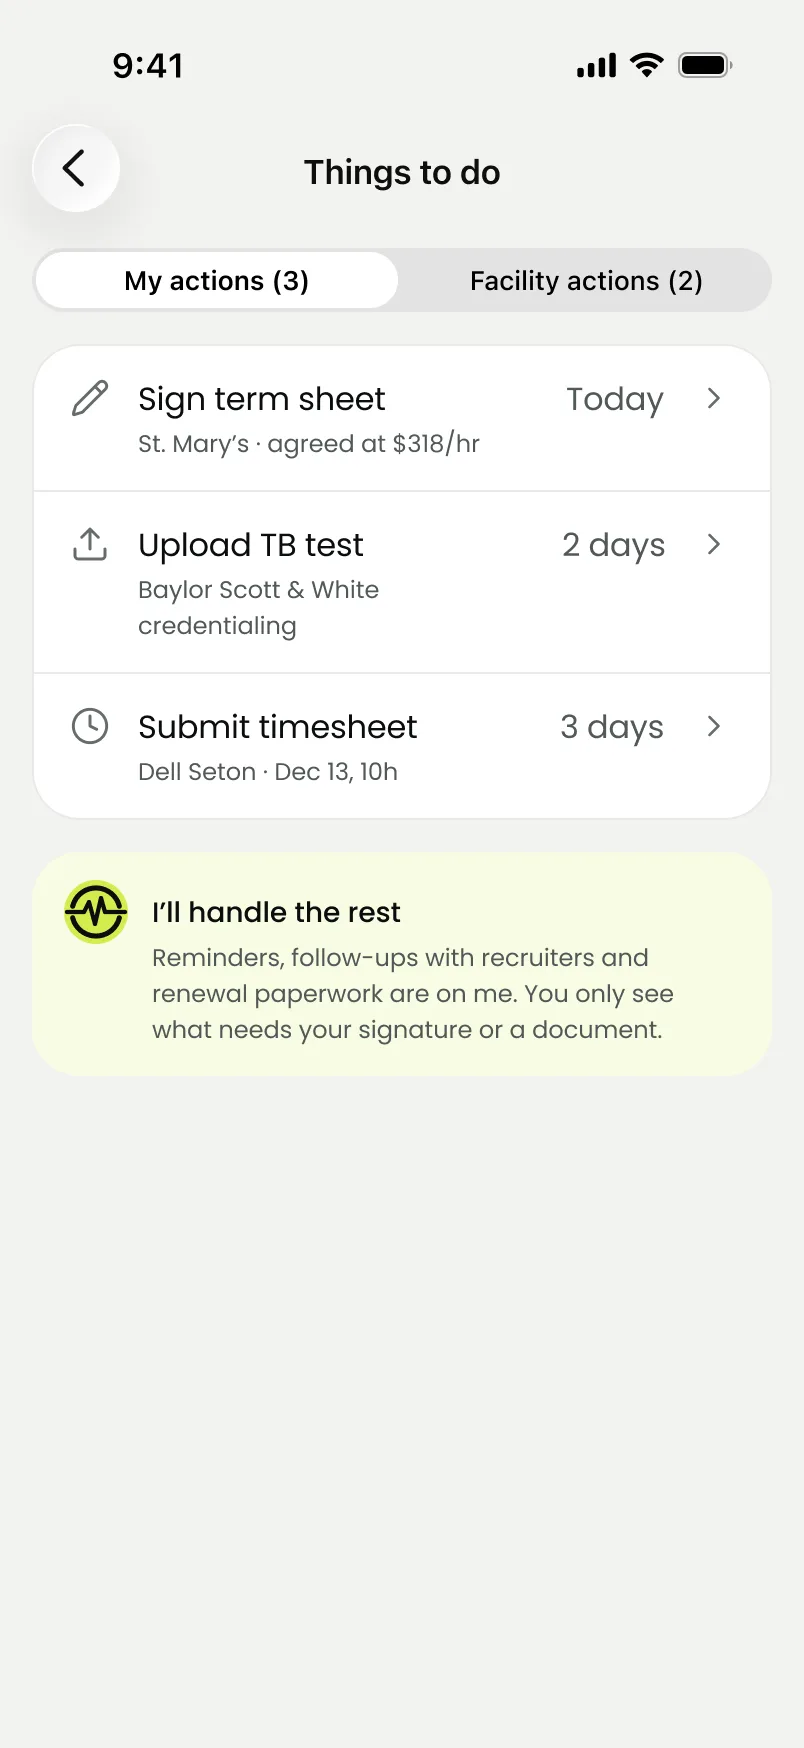 9:41
Things to do
My actions (3)
Facility actions (2)
Sign term sheet
Today
St. Mary’s · agreed at $318/hr
Upload TB test
2 days
Baylor Scott & White
credentialing
Submit timesheet
3 days
Dell Seton · Dec 13, 10h
I’ll handle the rest
Reminders, follow-ups with recruiters and
renewal paperwork are on me. You only see
what needs your signature or a document.